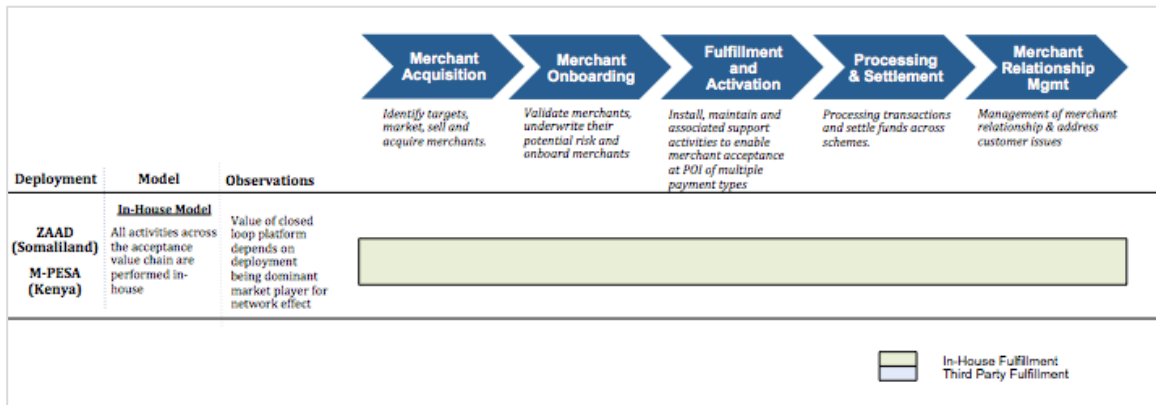 Merchant
Acquisition
Merchant
Onboarding
Fulfillment
and
Activation
Processing
& Settlement
Merchant
Relationship
Mgmt
Identify targets,
market, sell and
acquire merchants.
Validate merchants,
underwrite their
potential risk and
onboard merchants
Install, maintain and
associated support
activities to enable
merchant acceptance
at POI of multiple
payment types
Processing transactions
and settle funds across
schemes.
Management of merchant
relationship & address
customer issues
Deployment
Model
Observations
ZAAD
(Somaliland)
M-PESA
(Kenya)
In-House Model
All activities across
the acceptance
value chain are
performed in-
house
Value of closed
loop platform
depends on
deployment
being dominant
market player for
network effect
In-House Fulfillment
Third Party Fulfillment